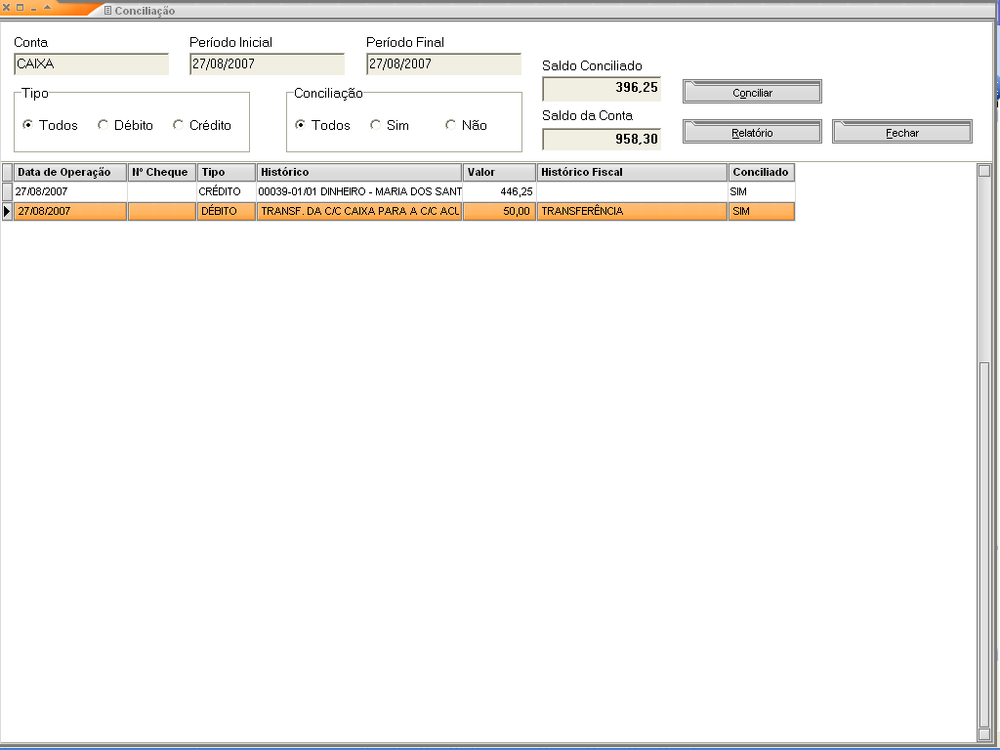 Conciliação
Conta Período Inicial Período Final
CAIXA 27/08/2007 27/08/2007
Saldo Conciliado
396,25
Conciliar
Tipo
Todos Débito Crédito
Conciliação
Todos Sim Não
Saldo da Conta
958,30
Relatório Fechar
Data de Operação Nº Cheque Tipo Histórico Valor Histórico Fiscal Conciliado
27/08/2007 CRÉDITO 00039-01/01 DINHEIRO - MARIA DOS SANT 446,25 SIM
27/08/2007 DÉBITO TRANSF. DA C/C CAIXA PARA A C/C ACU 50,00 TRANSFERÊNCIA SIM